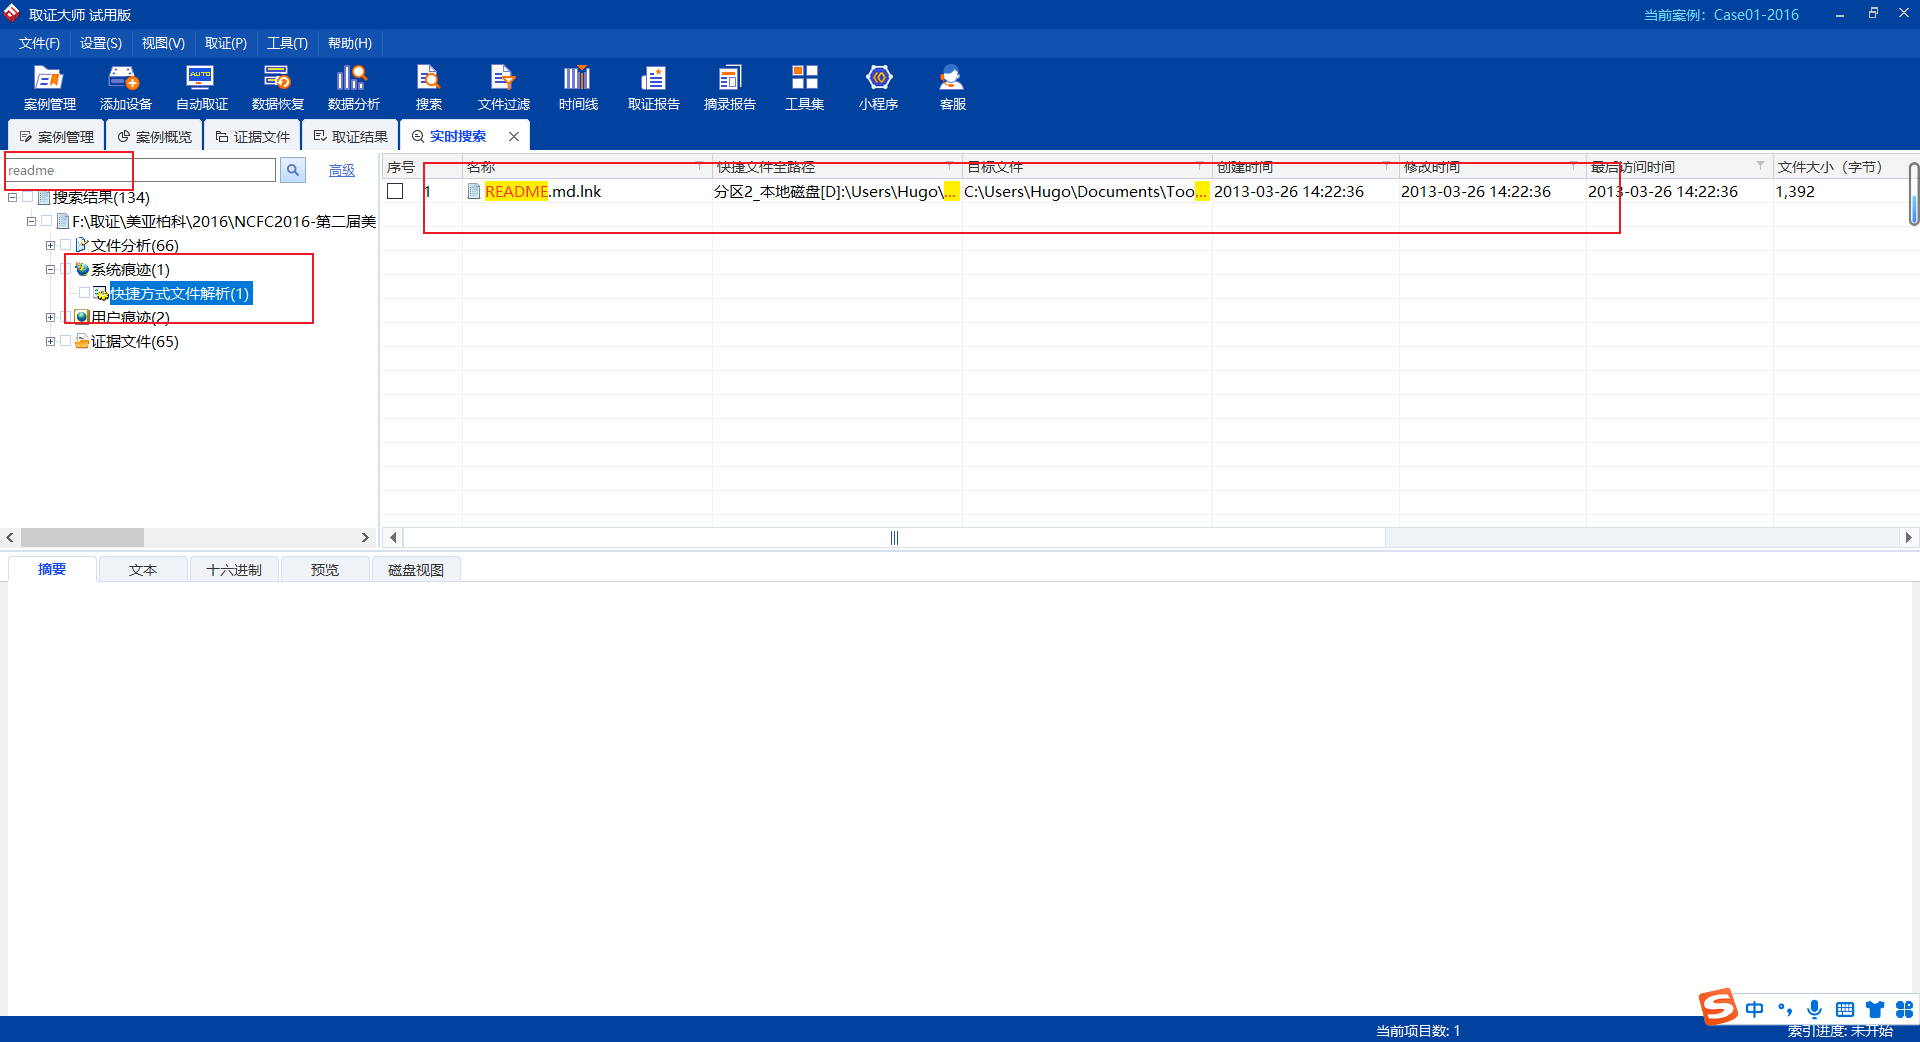 取证大师 试用版
当前案例：Case01-2016
文件(F) 设置(S) 视图(V) 取证(P) 工具(T) 帮助(H)
AUTO
案例管理 添加设备 自动取证 数据恢复 数据分析 搜索 文件过滤 时间线 取证报告 摘录报告 工具集 小程序 客服
案例管理 案例概览 证据文件 取证结果 实时搜索
readme 高级
序号 名称 快捷文件全路径 目标文件 创建时间 修改时间 最后访问时间 文件大小（字节）
1 README.md.lnk 分区2_本地磁盘[D]:\Users\Hugo\... C:\Users\Hugo\Documents\Too... 2013-03-26 14:22:36 2013-03-26 14:22:36 2013-03-26 14:22:36 1,392
搜索结果(134)
F:\取证\美亚柏科\2016\NCFC2016-第二届美
文件分析(66)
系统痕迹(1)
快捷方式文件解析(1)
用户痕迹(2)
证据文件(65)
摘要 文本 十六进制 预览 磁盘视图
中
当前项目数: 1
索引进度: 未开始